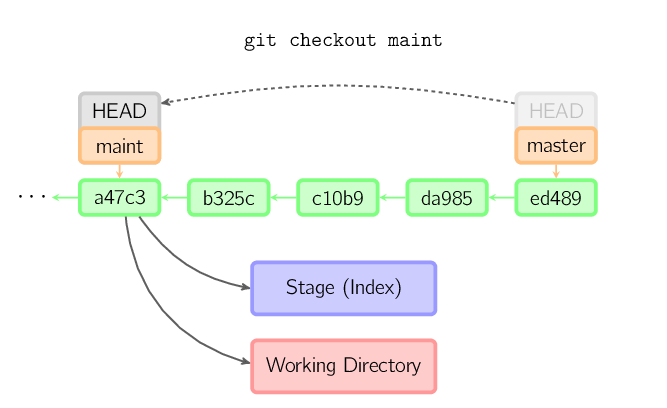 git checkout maint
HEAD
HEAD
maint
master
... a47c3 b325c c10b9 da985 ed489
Stage (Index)
Working Directory